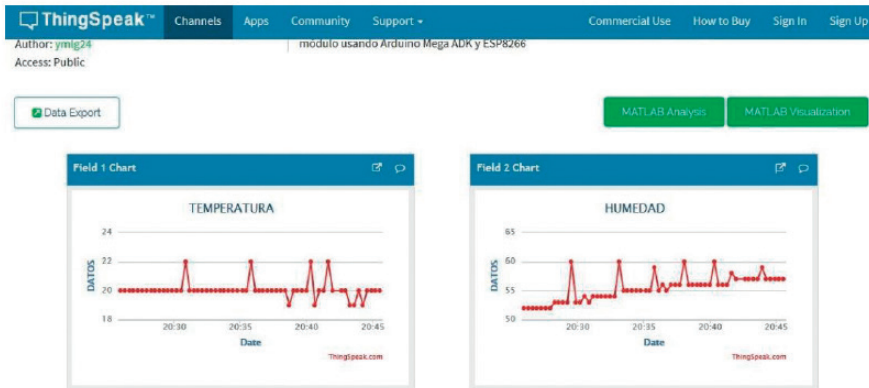 ThingSpeak™ Channels Apps Community Support Commercial Use How to Buy Sign In Sign Up
Author: ymlg24
módulo usando Arduino Mega ADK y ESP8266
Access: Public
Data Export
MATLAB Analysis
MATLAB Visualization
Field 1 Chart
TEMPERATURA
24
22
20
18
DATOS
20:30 20:35 20:40 20:45
Date
ThingSpeak.com
Field 2 Chart
HUMEDAD
65
60
55
50
DATOS
20:30 20:35 20:40 20:45
Date
ThingSpeak.com